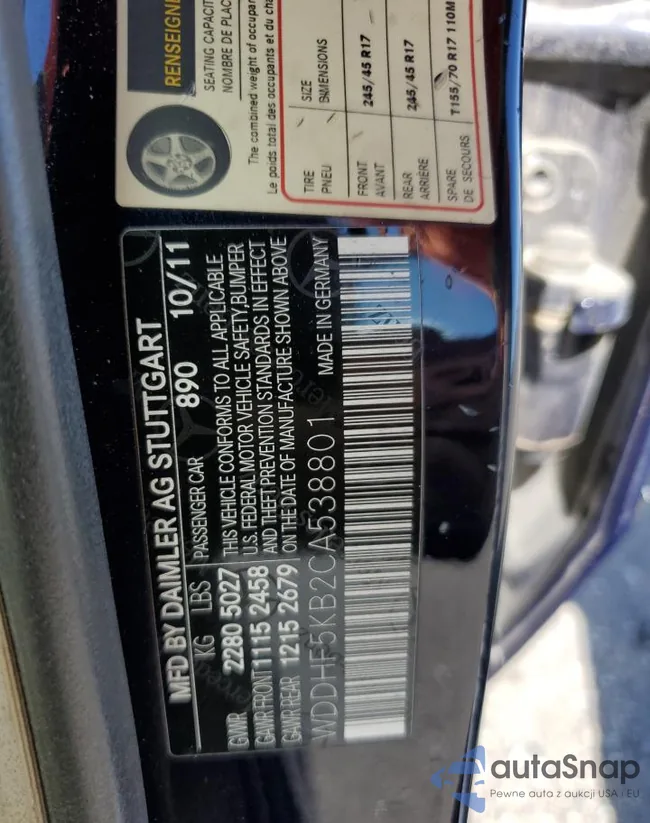 RENSEIGNE
SEATING CAPACIT
NOMBRE DE PLAC
The combined weight of occupan
Le poids total des occupants et du cha
TIRE SIZE
PNEU DIMENSIONS
FRONT 245/45 R17
AVANT
REAR 245/45 R17
ARRIÈRE
SPARE T155/70 R17 110M
DE SECOURS
MFD BY DAIMLER AG STUTTGART
KG LBS PASSENGER CAR 890 10/11
GVWR 2280 5027 THIS VEHICLE CONFORMS TO ALL APPLICABLE
GAWR FRONT 1115 2458 U.S. FEDERAL MOTOR VEHICLE SAFETY, BUMPER
GAWR REAR 1215 2679 AND THEFT PREVENTION STANDARDS IN EFFECT
ON THE DATE OF MANUFACTURE SHOWN ABOVE
WDDHF5KB2CA538801 MADE IN GERMANY
autoSnap
Pewne auta z aukcji USA i EU